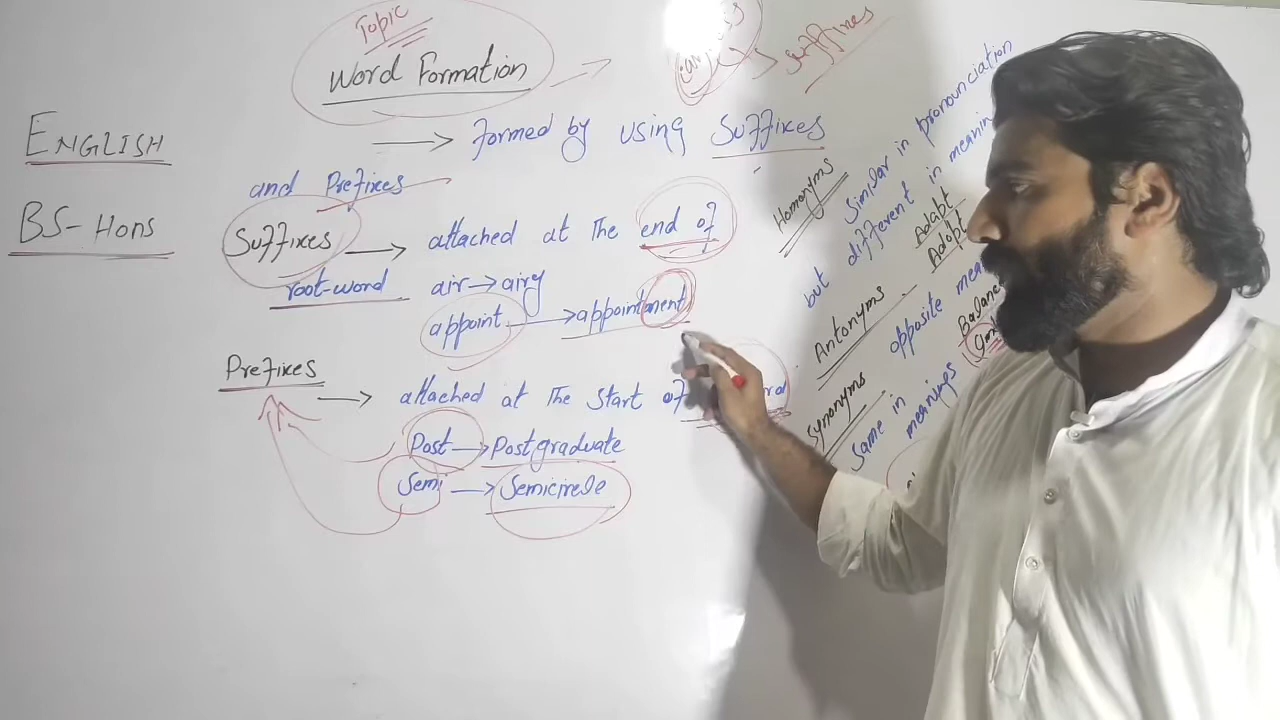 Topic
Word Formation
suffixes
ENGLISH
BS-Hons
→ Formed by using Suffixes
and Prefixes
Suffixes → attached at the end of
root-word
air → airy
appoint → appointment
Prefixes → attached at the start of
Post → Postgraduate
Semi → Semicircle
Homonyms
Similar in pronounciation
but different in meaning
Adapt
Adobt
Antonyms
opposite
Synonyms
Same in
meanings